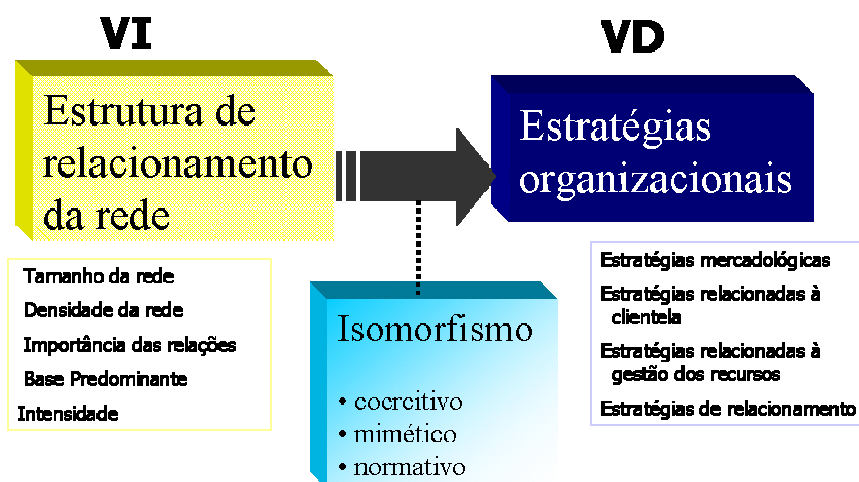 VI
VD
Estrutura de
relacionamento
da rede
Estratégias
organizacionais
Tamanho da rede
Densidade da rede
Importância das relações
Base Predominante
Intensidade
Isomorfismo
• coercitivo
• mimético
• normativo
Estratégias mercadológicas
Estratégias relacionadas à
clientela
Estratégias relacionadas à
gestão dos recursos
Estratégias de relacionamento